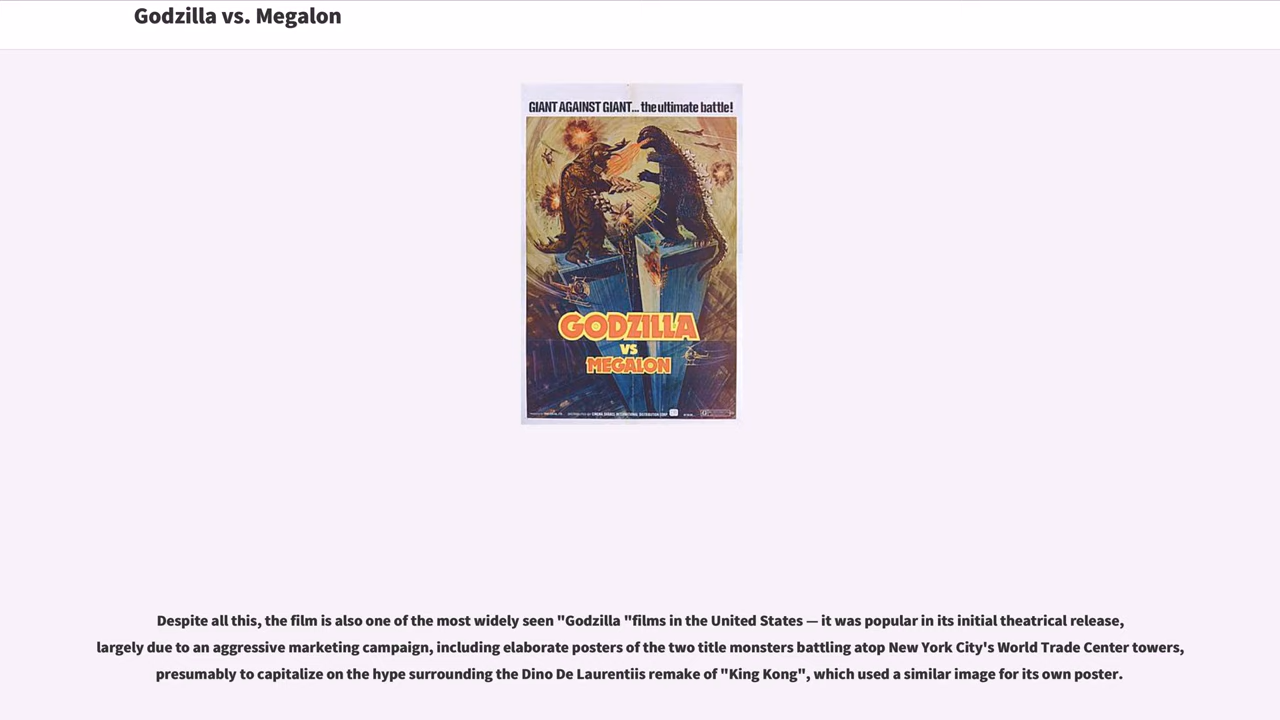 Godzilla vs. Megalon
GIANT AGAINST GIANT... the ultimate battle!
GODZILLA
VS
MEGALON
Despite all this, the film is also one of the most widely seen "Godzilla "films in the United States — it was popular in its initial theatrical release,
largely due to an aggressive marketing campaign, including elaborate posters of the two title monsters battling atop New York City's World Trade Center towers,
presumably to capitalize on the hype surrounding the Dino De Laurentiis remake of "King Kong", which used a similar image for its own poster.